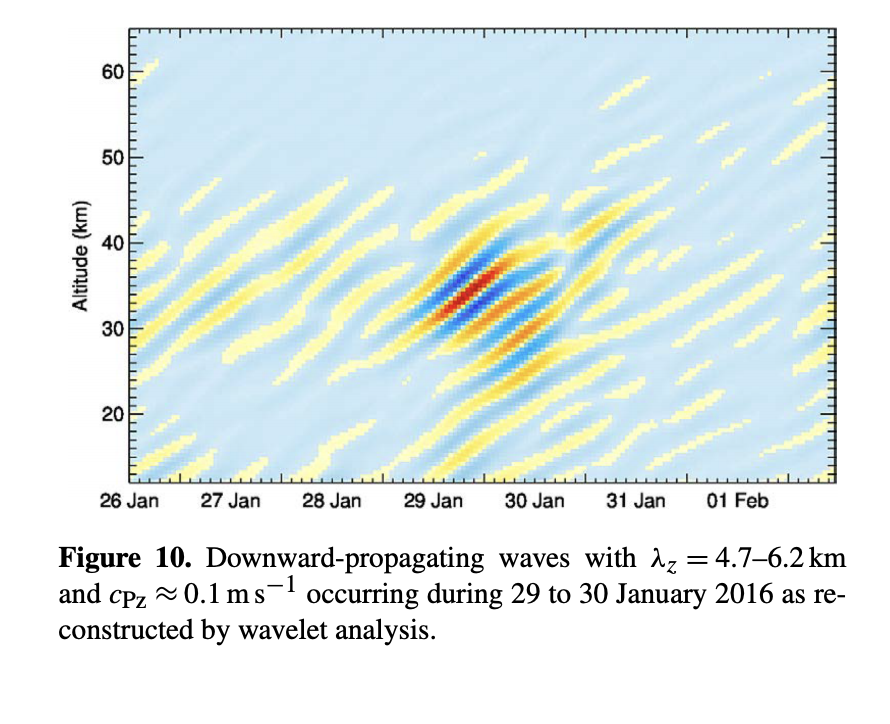 60
50
40
30
20
Altitude (km)
26 Jan 27 Jan 28 Jan 29 Jan 30 Jan 31 Jan 01 Feb
Figure 10. Downward-propagating waves with λz = 4.7–6.2 km
and cPz ≈ 0.1 m s−1 occurring during 29 to 30 January 2016 as re-
constructed by wavelet analysis.